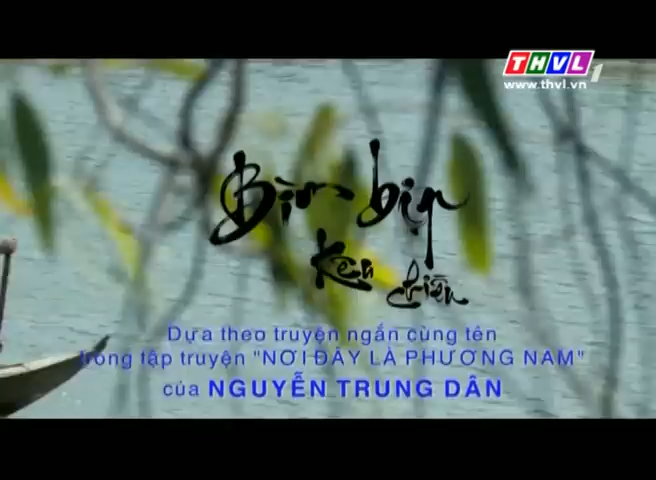 THVL1
www.thvl.vn
Bìm bịp
kêu chiều
Dựa theo truyện ngắn cùng tên
trong tập truyện "NƠI ĐÂY LÀ PHƯƠNG NAM"
của NGUYỄN TRUNG DÂN